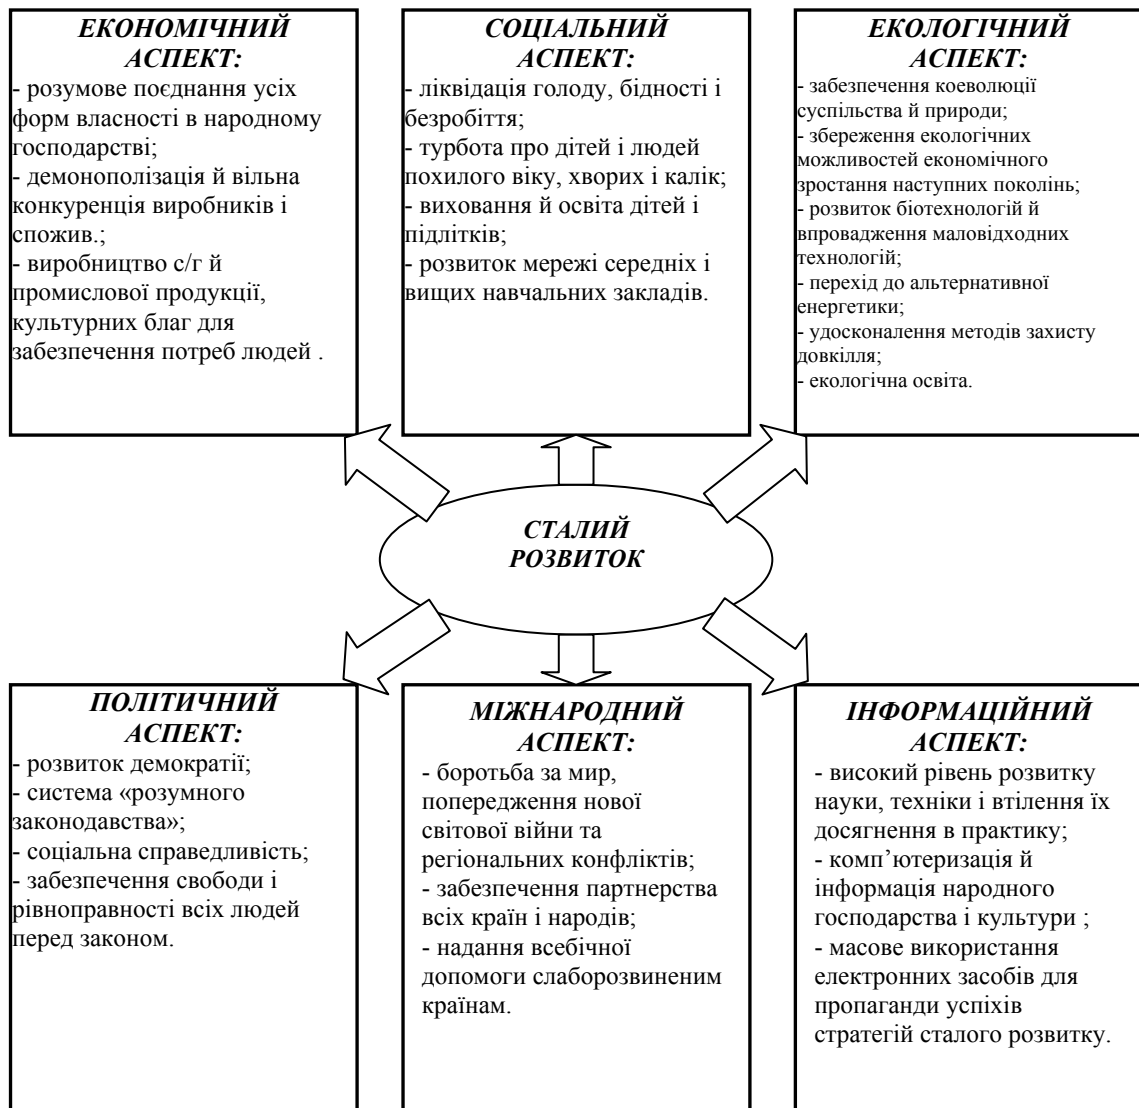 ЕКОНОМІЧНИЙ
АСПЕКТ:
- розумове поєднання усіх
форм власності в народному
господарстві;
- демонополізація й вільна
конкуренція виробників і
спожив.;
- виробництво с/г й
промислової продукції,
культурних благ для
забезпечення потреб людей .
СОЦІАЛЬНИЙ
АСПЕКТ:
- ліквідація голоду, бідності і
безробіття;
- турбота про дітей і людей
похилого віку, хворих і калік;
- виховання й освіта дітей і
підлітків;
- розвиток мережі середніх і
вищих навчальних закладів.
ЕКОЛОГІЧНИЙ
АСПЕКТ:
- забезпечення коеволюції
суспільства й природи;
- збереження екологічних
можливостей економічного
зростання наступних поколінь;
- розвиток біотехнологій й
впровадження маловідходних
технологій;
- перехід до альтернативної
енергетики;
- удосконалення методів захисту
довкілля;
- екологічна освіта.
СТАЛИЙ
РОЗВИТОК
ПОЛІТИЧНИЙ
АСПЕКТ:
- розвиток демократії;
- система «розумного
законодавства»;
- соціальна справедливість;
- забезпечення свободи і
рівноправності всіх людей
перед законом.
МІЖНАРОДНИЙ
АСПЕКТ:
- боротьба за мир,
попередження нової
світової війни та
регіональних конфліктів;
- забезпечення партнерства
всіх країн і народів;
- надання всебічної
допомоги слаборозвиненим
країнам.
ІНФОРМАЦІЙНИЙ
АСПЕКТ:
- високий рівень розвитку
науки, техніки і втілення їх
досягнення в практику;
- комп’ютеризація й
інформація народного
господарства і культури ;
- масове використання
електронних засобів для
пропаганди успіхів
стратегій сталого розвитку.